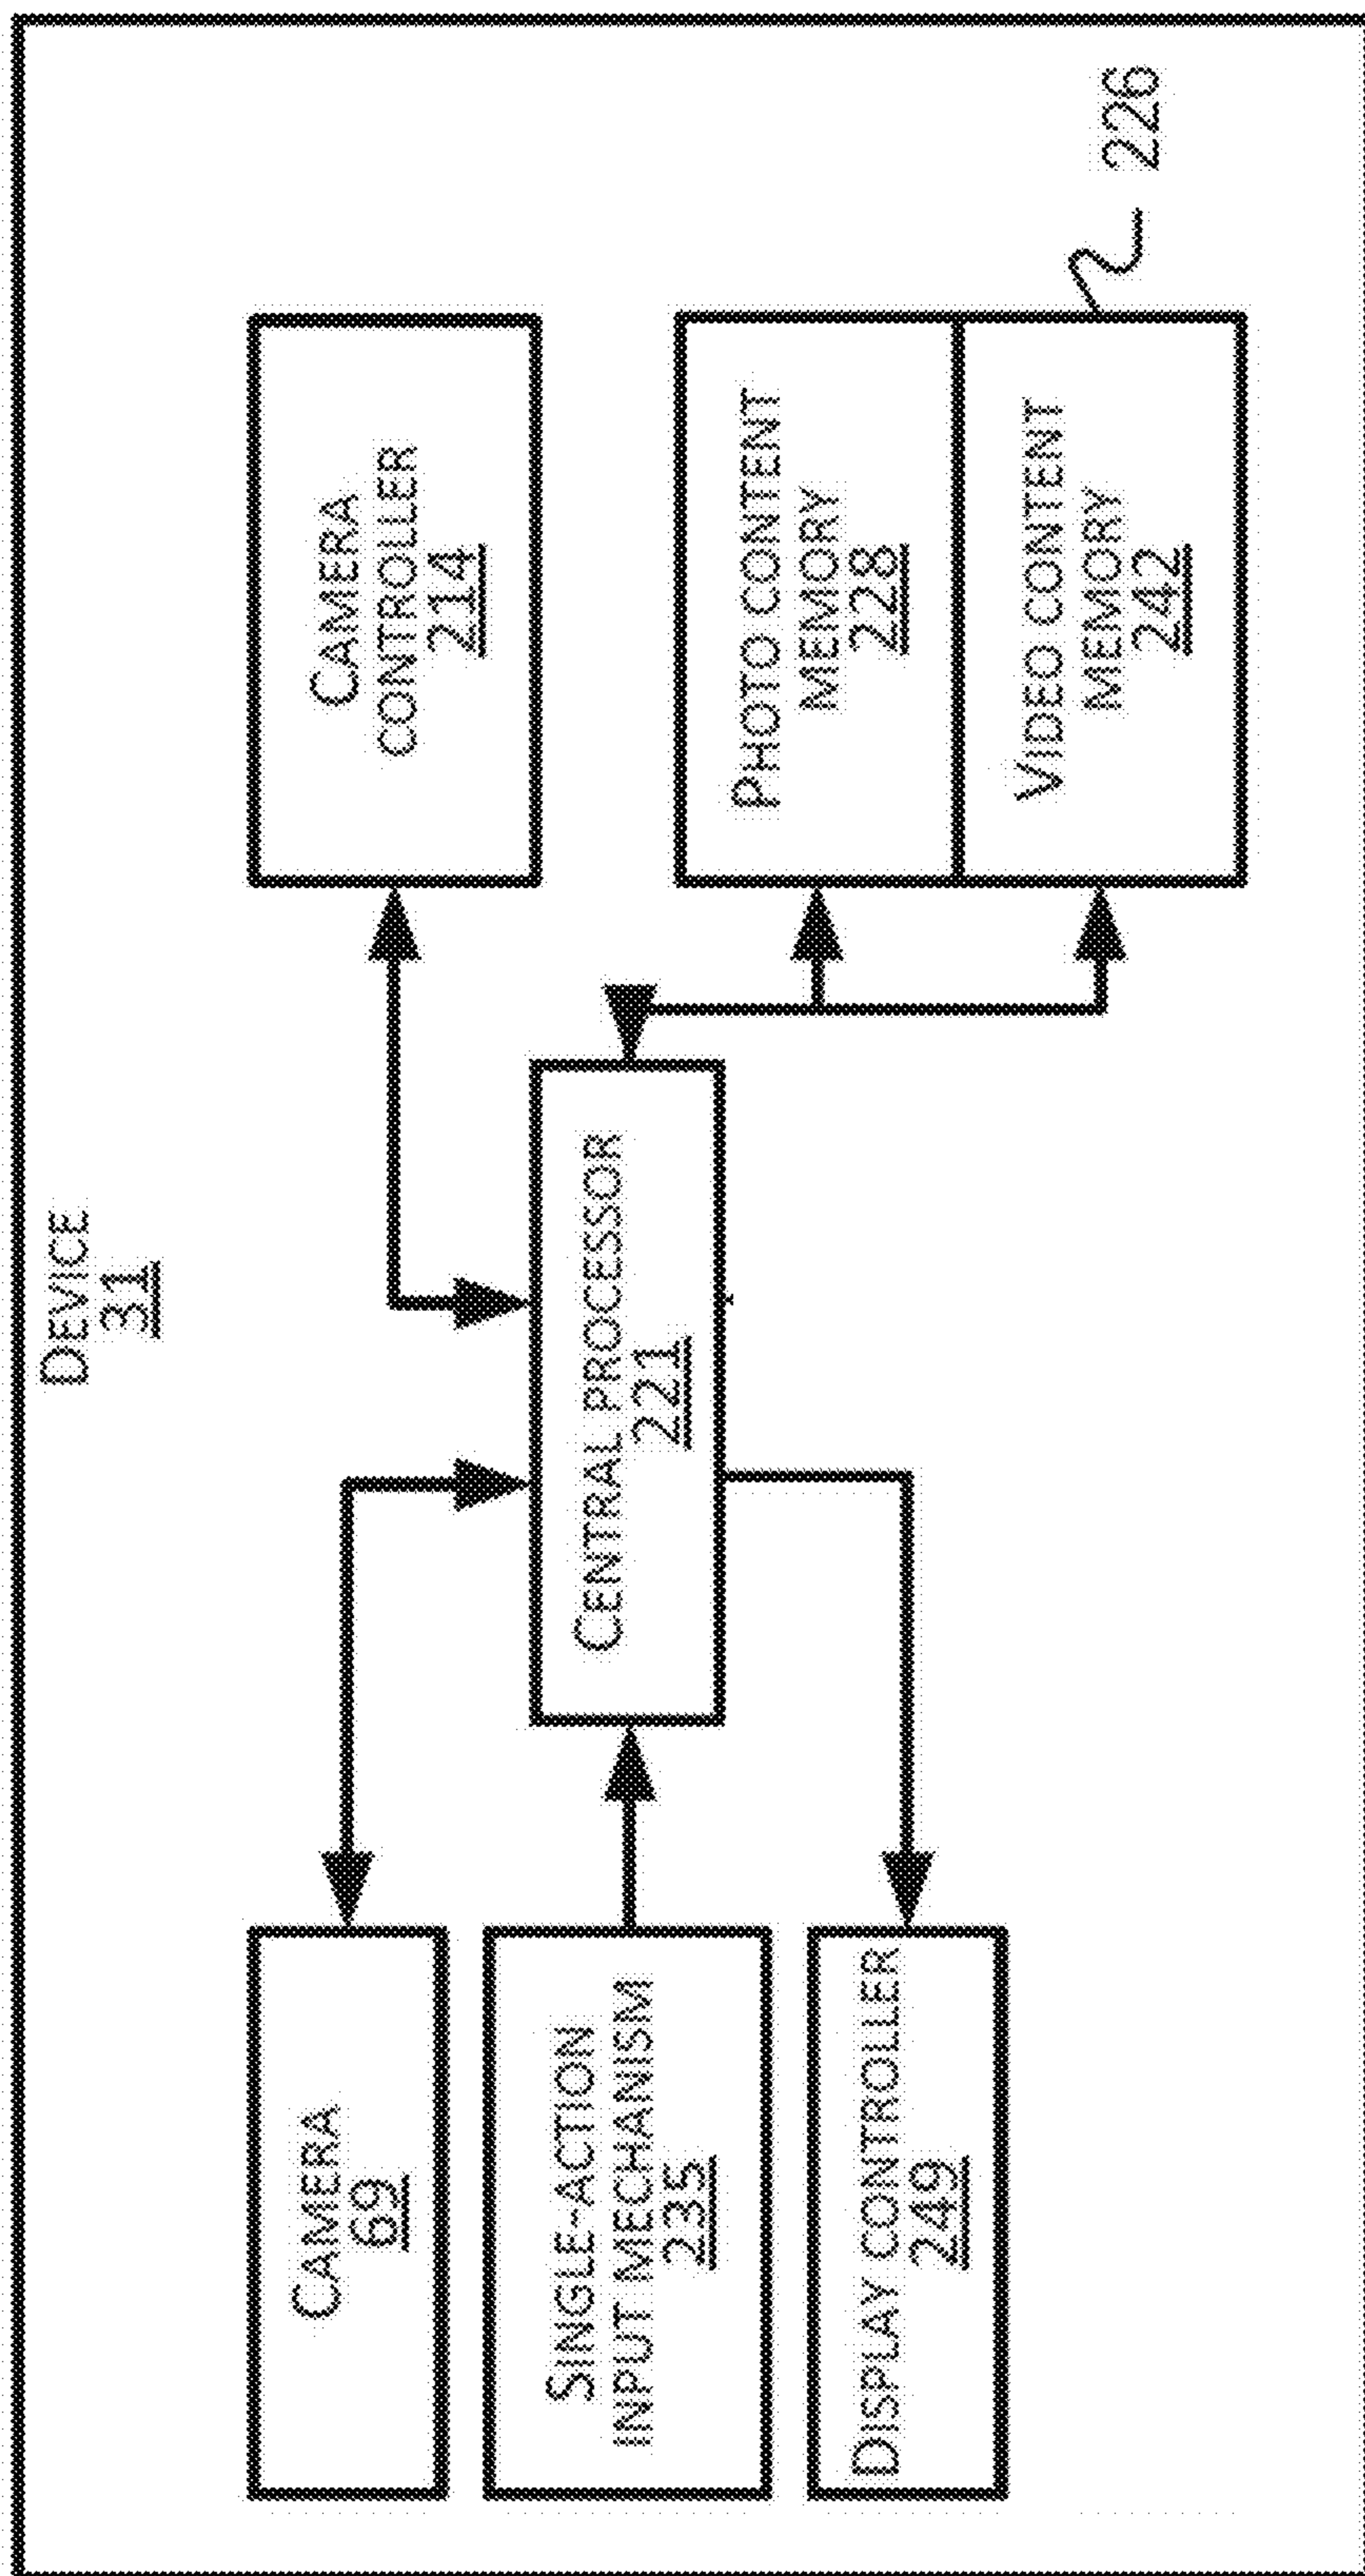 DEVICE
31
CAMERA
69
SINGLE-ACTION
INPUT MECHANISM
235
DISPLAY CONTROLLER
249
CENTRAL PROCESSOR
221
CAMERA
CONTROLLER
214
PHOTO CONTENT
MEMORY
228
VIDEO CONTENT
MEMORY
242
226